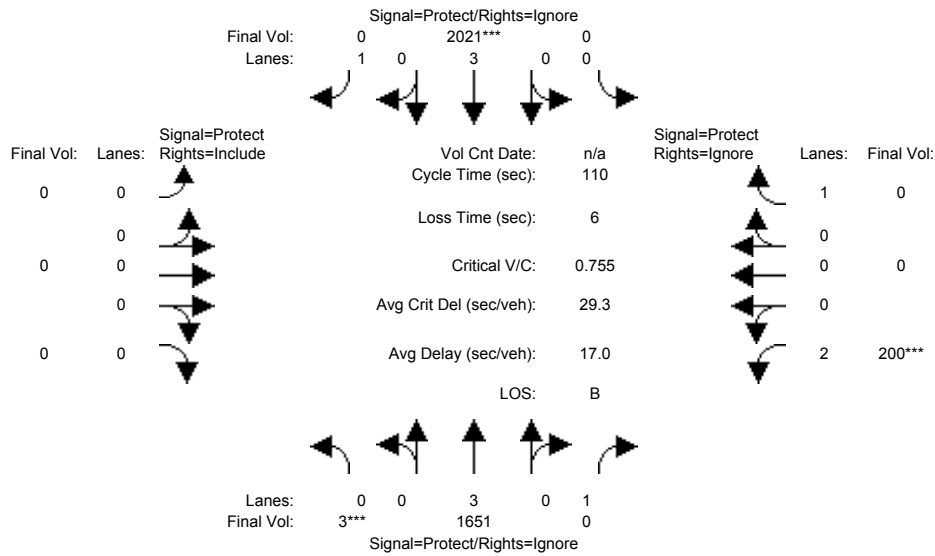 Signal=Protect/Rights=Ignore
Final Vol: 0 2021*** 0
Lanes: 1 0 3 0 0
Signal=Protect Signal=Protect
Final Vol: Lanes: Rights=Include Vol Cnt Date: n/a Rights=Ignore Lanes: Final Vol:
Cycle Time (sec): 110
0 0 1 0
Loss Time (sec): 6
0 0
0 0 Critical V/C: 0.755 0 0
0 Avg Crit Del (sec/veh): 29.3 0
0 0 Avg Delay (sec/veh): 17.0 2 200***
LOS: B
Lanes: 0 0 3 0 1
Final Vol: 3*** 1651 0
Signal=Protect/Rights=Ignore